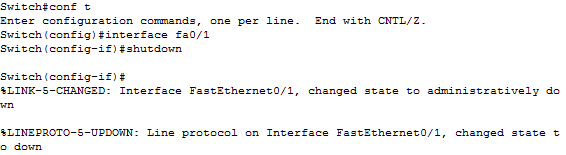 Switch#conf t
Enter configuration commands, one per line.  End with CNTL/Z.
Switch(config)#interface fa0/1
Switch(config-if)#shutdown
Switch(config-if)#
%LINK-5-CHANGED: Interface FastEthernet0/1, changed state to administratively do
wn
%LINEPROTO-5-UPDOWN: Line protocol on Interface FastEthernet0/1, changed state t
o down